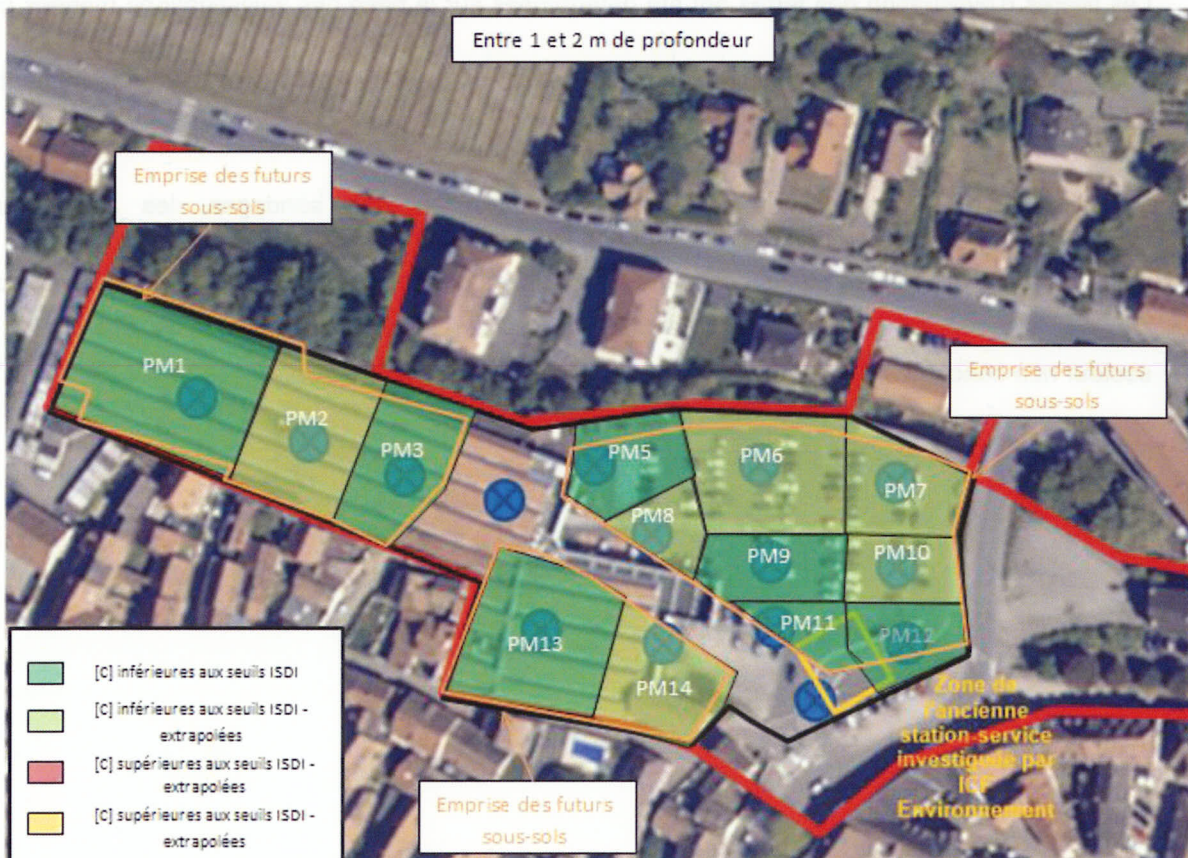 Entre 1 et 2 m de profondeur
Emprise des futurs
sous-sols
Emprise des futurs
sous-sols
PM1
PM2
PM3
PM5
PM6
PM7
PM8
PM9
PM10
PM11
PM12
PM13
PM14
[C] inférieures aux seuils ISDI
[C] inférieures aux seuils ISDI -
extrapolées
[C] supérieures aux seuils ISDI -
extrapolées
[C] supérieures aux seuils ISDI -
extrapolées
Emprise des futurs
sous-sols
Zone de
l'ancienne
station-service
investiguée par
ICF
Environnement